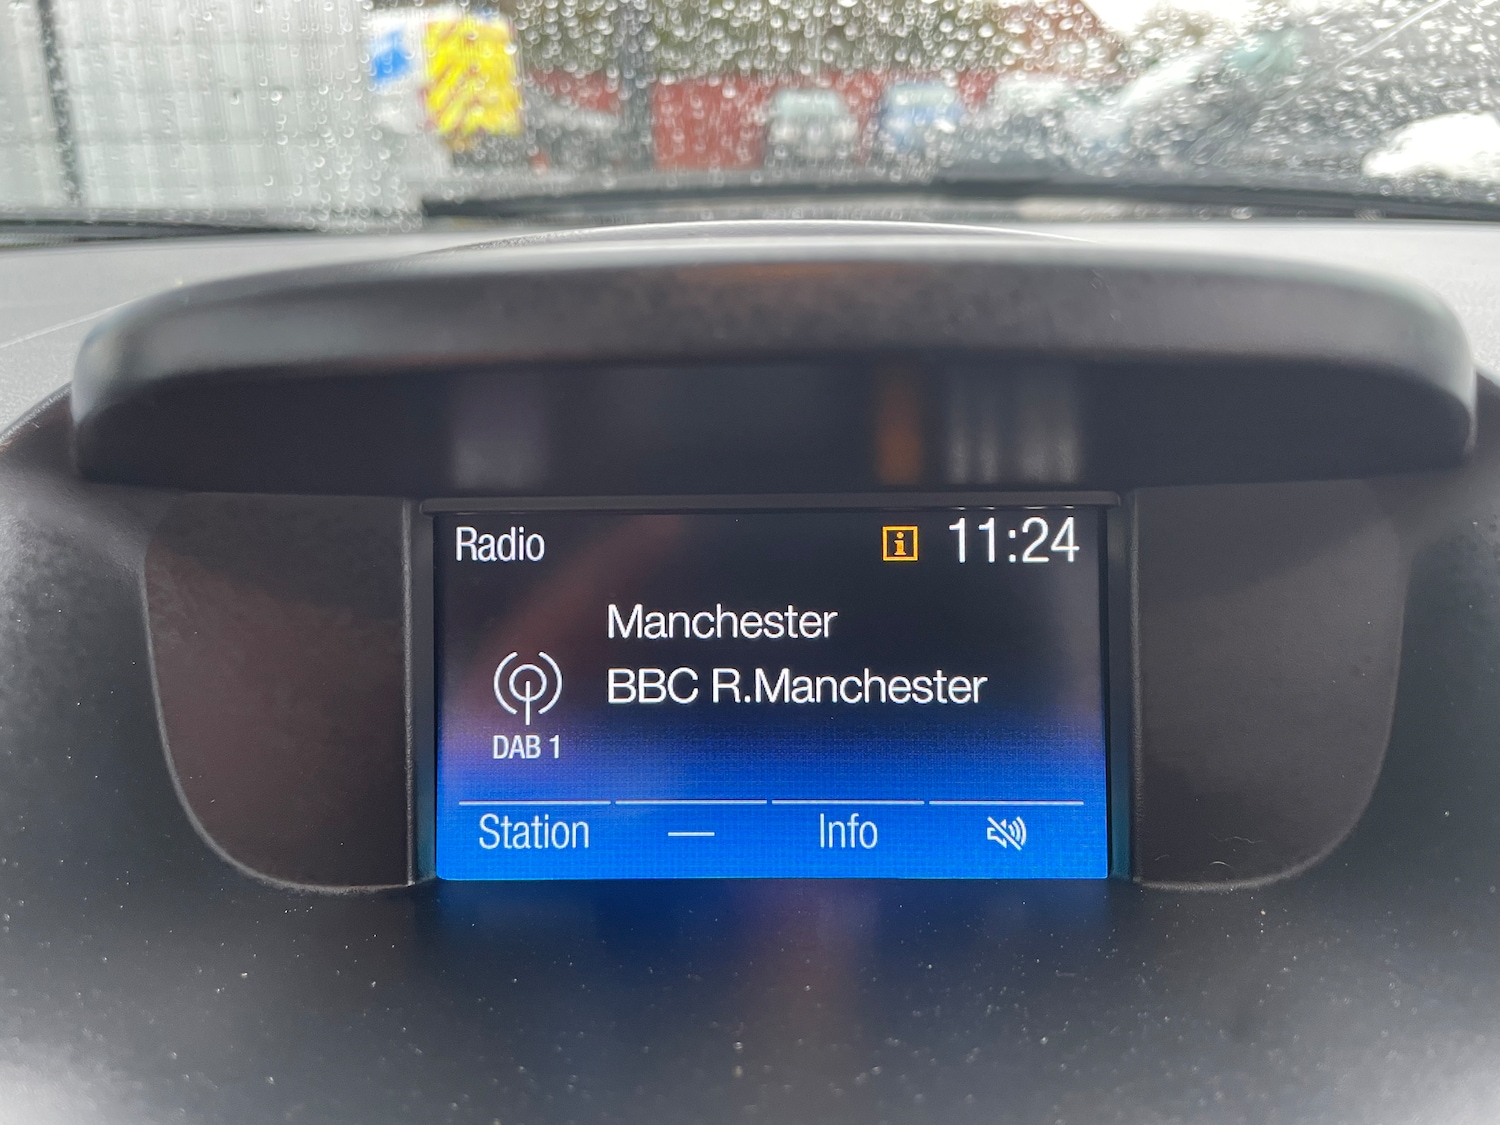 Radio
i 11:24
Manchester
BBC R.Manchester
DAB 1
Station — Info